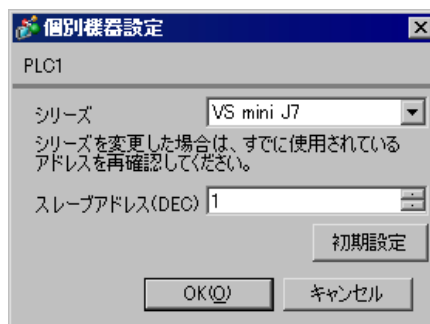 個別機器設定
PLC1
シリーズ
VS mini J7
シリーズを変更した場合は、すでに使用されている
アドレスを再確認してください。
スレーブアドレス(DEC)
1
初期設定
OK(O)
キャンセル